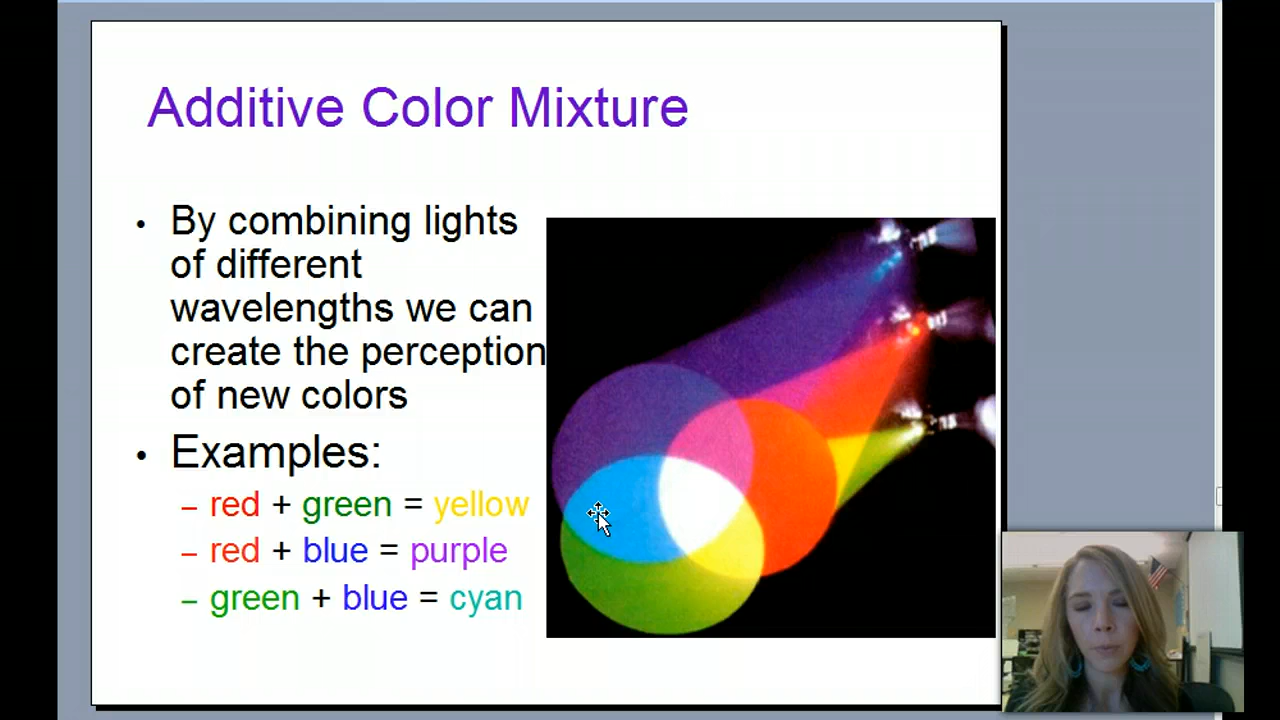 Additive Color Mixture
• By combining lights
of different
wavelengths we can
create the perception
of new colors
• Examples:
– red + green = yellow
– red + blue = purple
– green + blue = cyan